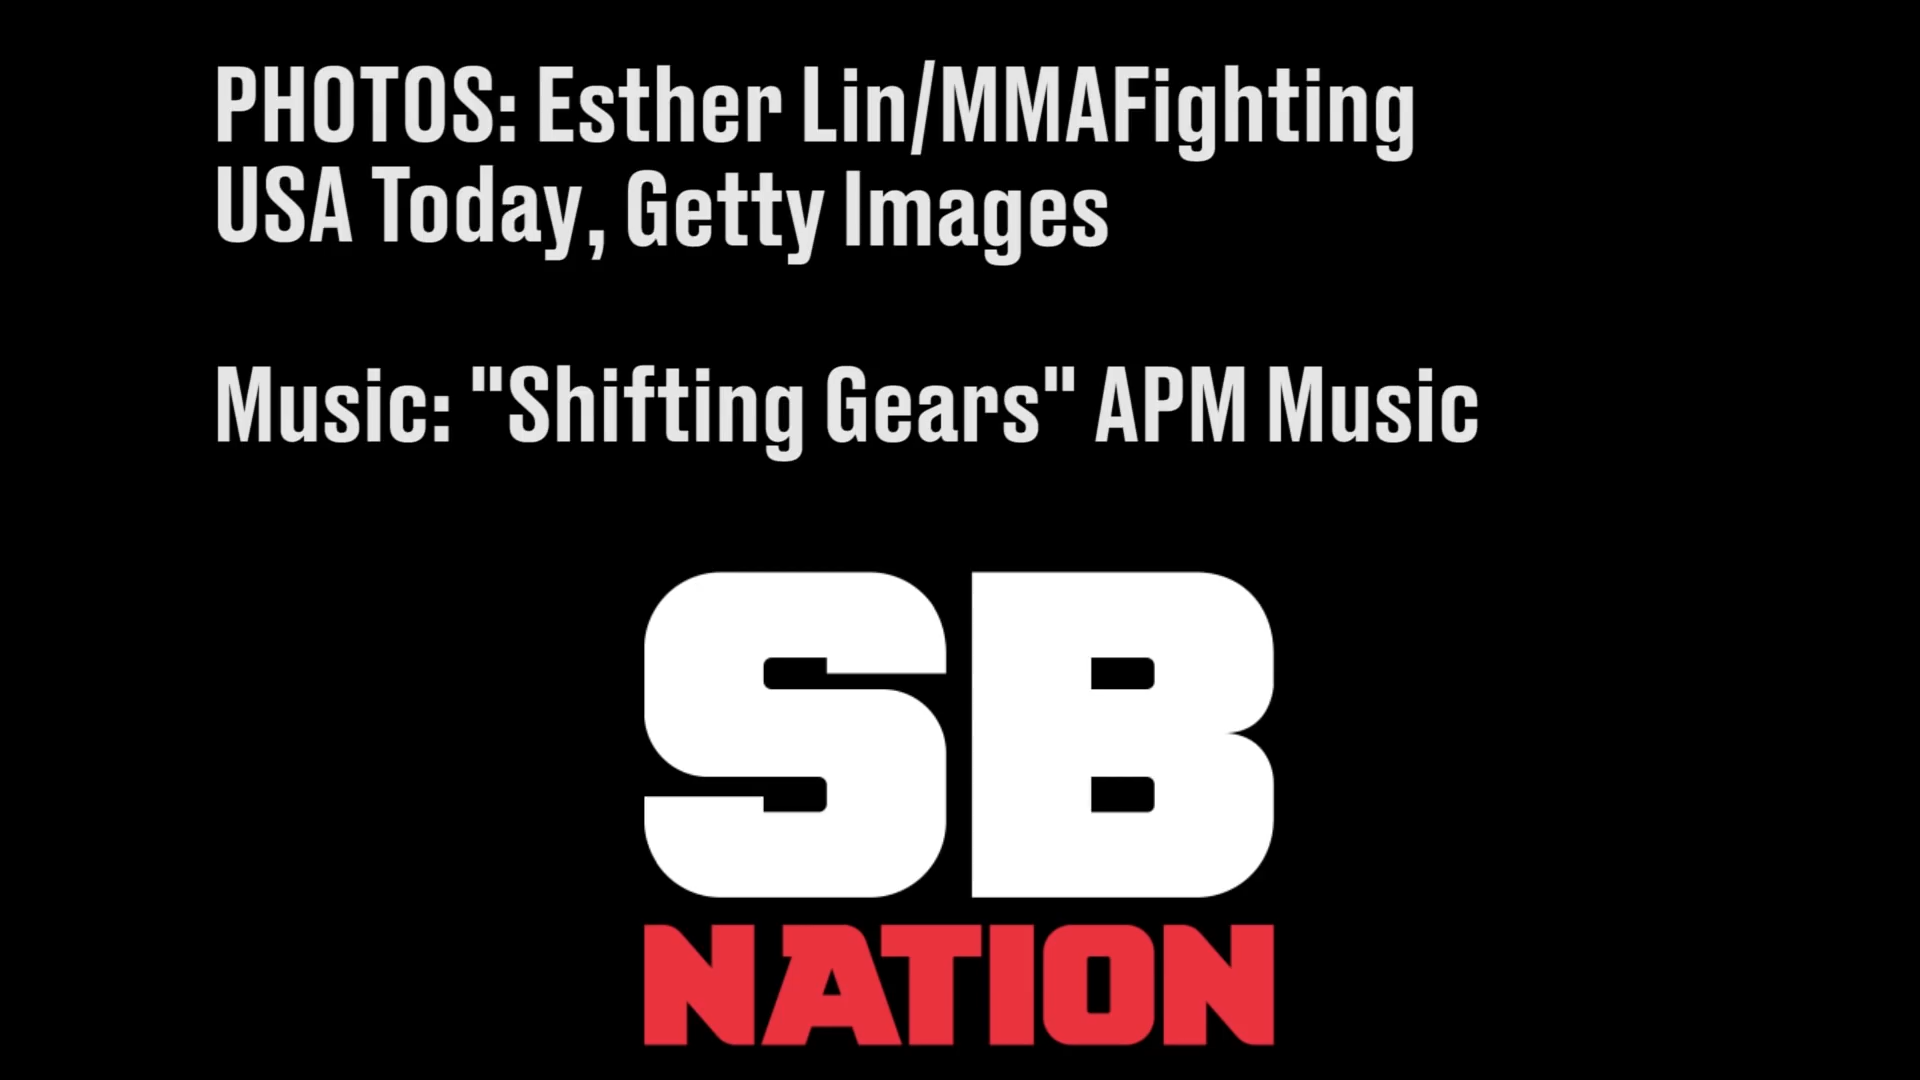 PHOTOS: Esther Lin/MMAFighting
USA Today, Getty Images
Music: "Shifting Gears" APM Music
SB
NATION